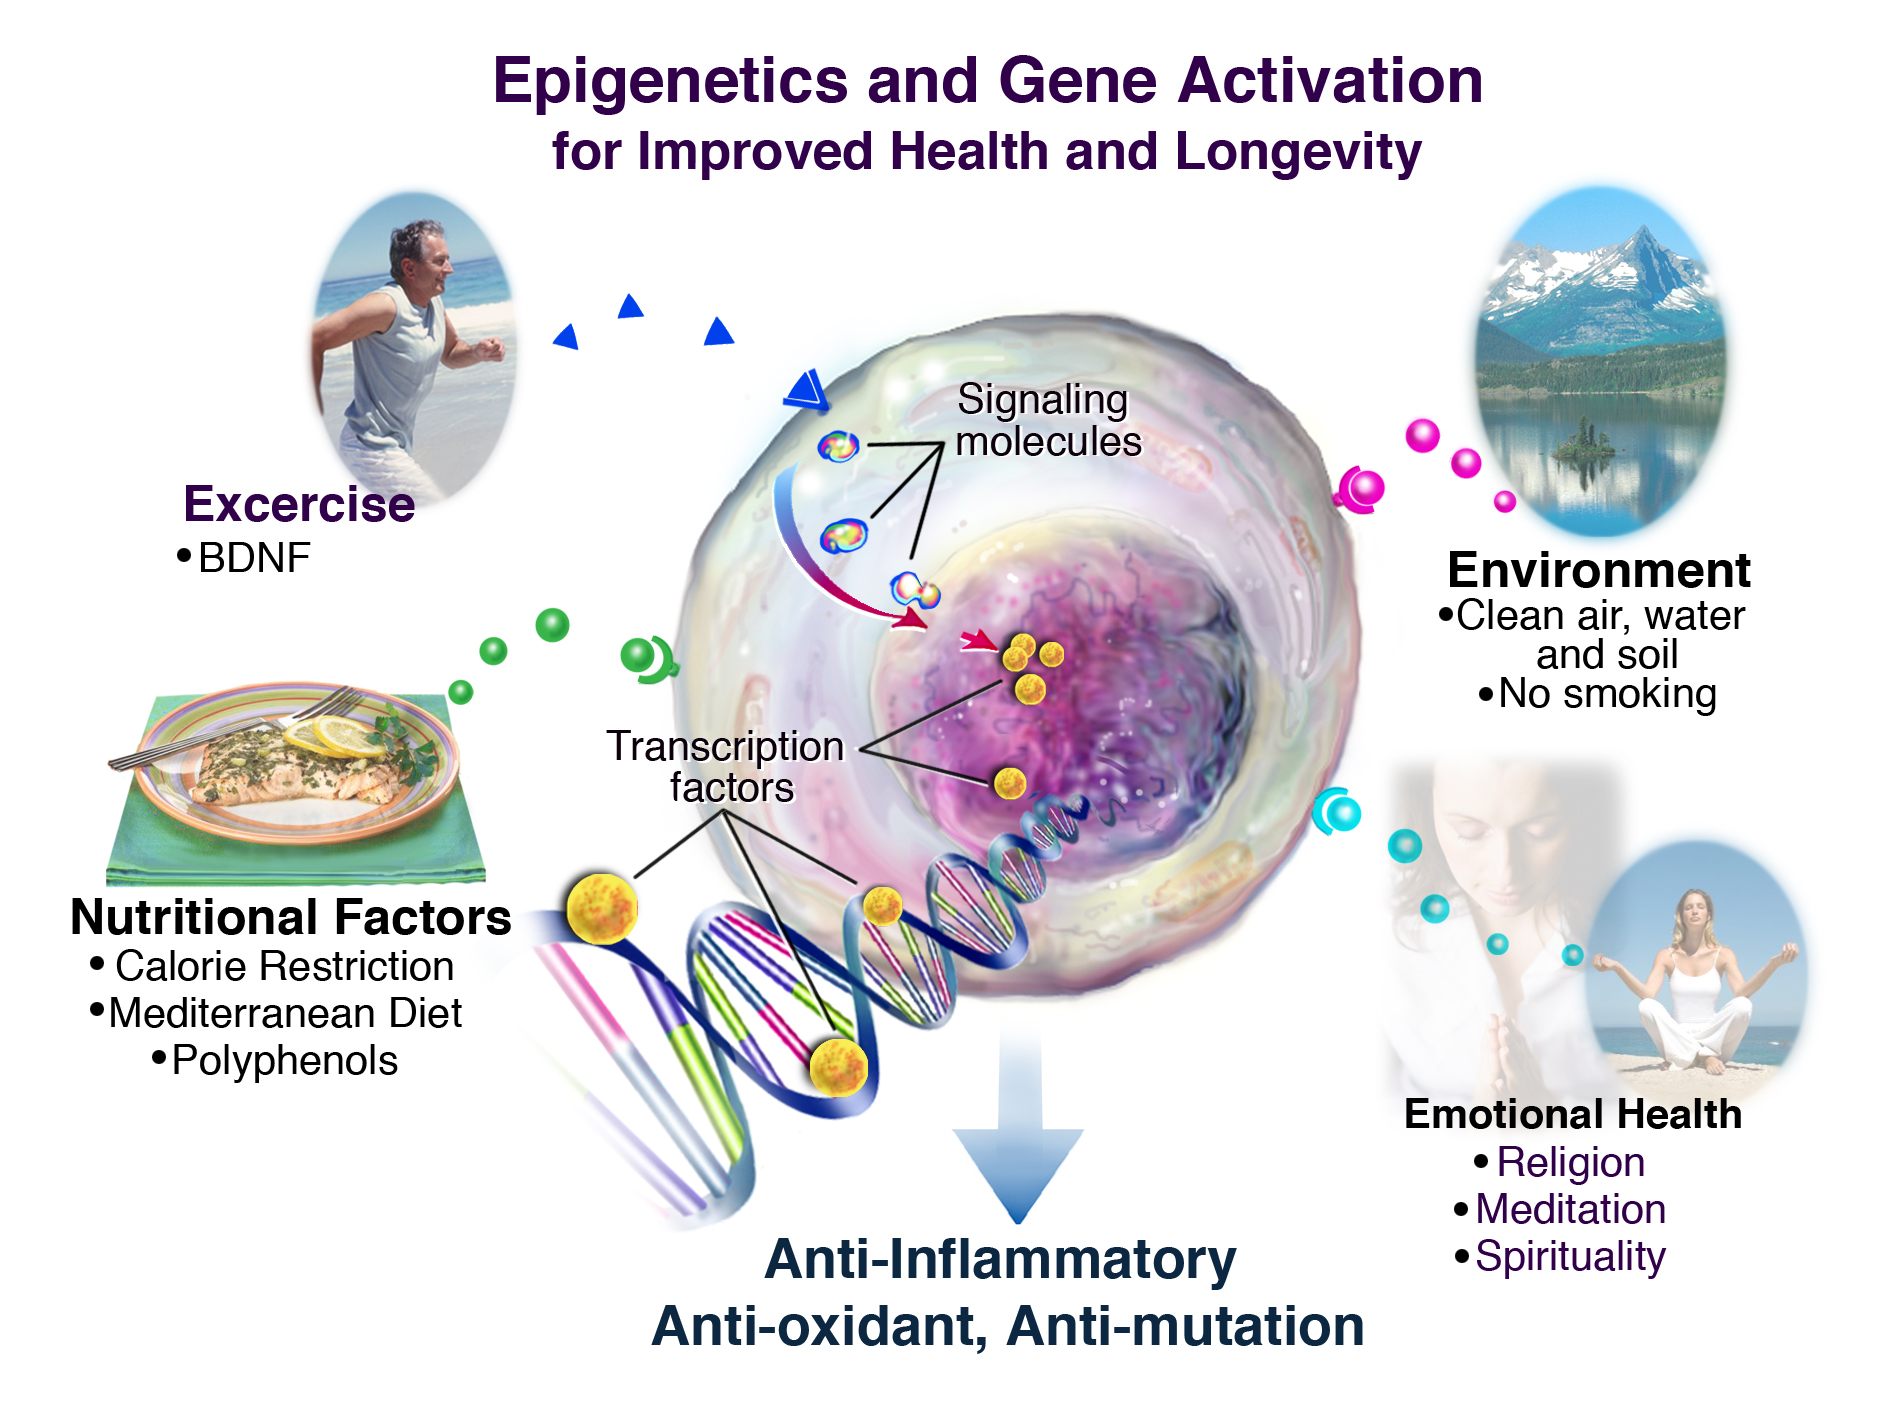 Epigenetics and Gene Activation
for Improved Health and Longevity
Signaling
molecules
Excercise
•BDNF
Environment
•Clean air, water
and soil
•No smoking
Transcription
factors
Nutritional Factors
• Calorie Restriction
•Mediterranean Diet
•Polyphenols
Emotional Health
•Religion
•Meditation
•Spirituality
Anti-Inflammatory
Anti-oxidant, Anti-mutation